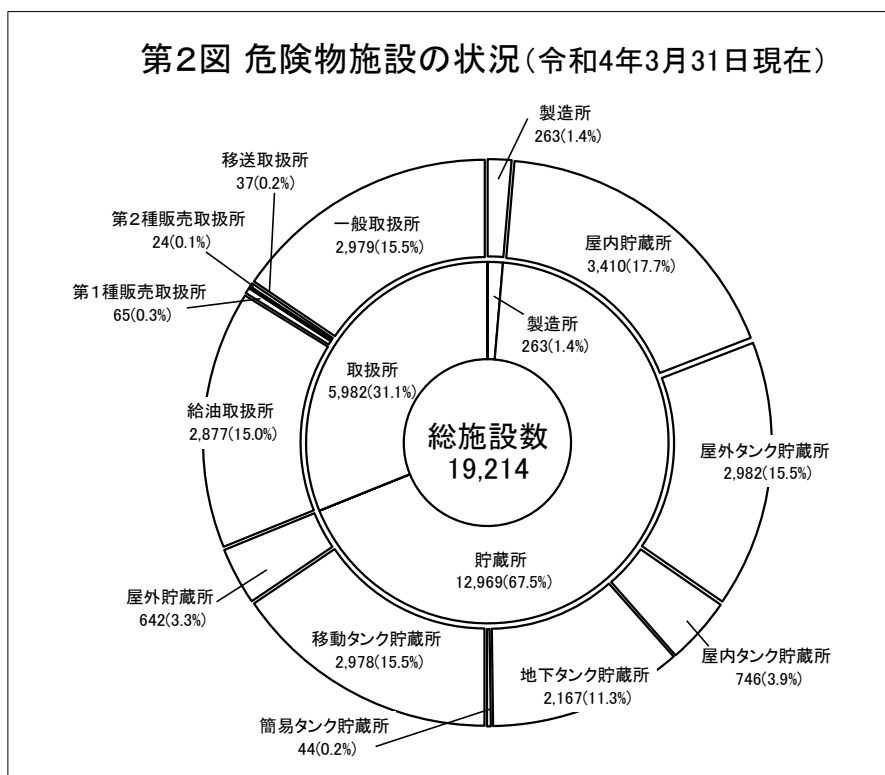 第2図 危険物施設の状況(令和4年3月31日現在)
製造所
263(1.4%)
屋内貯蔵所
3,410(17.7%)
屋外タンク貯蔵所
2,982(15.5%)
屋内タンク貯蔵所
746(3.9%)
地下タンク貯蔵所
2,167(11.3%)
簡易タンク貯蔵所
44(0.2%)
移動タンク貯蔵所
2,978(15.5%)
屋外貯蔵所
642(3.3%)
給油取扱所
2,877(15.0%)
第1種販売取扱所
65(0.3%)
第2種販売取扱所
24(0.1%)
移送取扱所
37(0.2%)
一般取扱所
2,979(15.5%)
製造所
263(1.4%)
貯蔵所
12,969(67.5%)
取扱所
5,982(31.1%)
総施設数
19,214